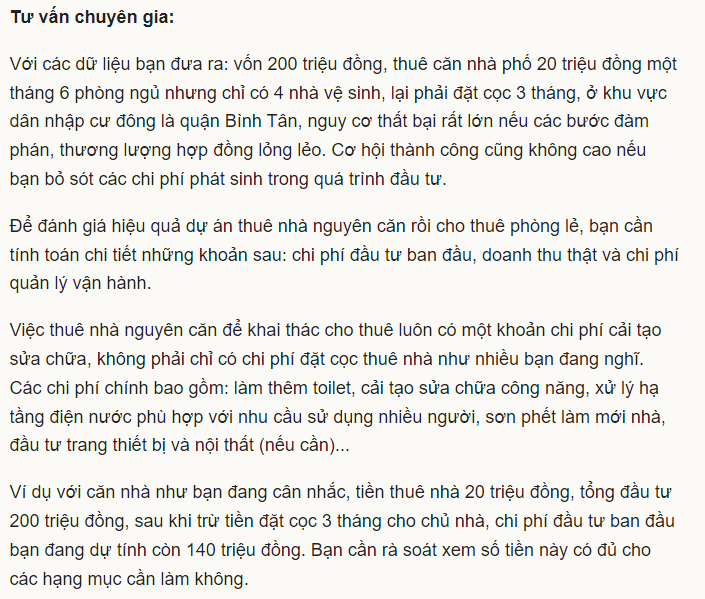 Tư vấn chuyên gia:
Với các dữ liệu bạn đưa ra: vốn 200 triệu đồng, thuê căn nhà phố 20 triệu đồng một
tháng 6 phòng ngủ nhưng chỉ có 4 nhà vệ sinh, lại phải đặt cọc 3 tháng, ở khu vực
dân nhập cư đông là quận Bình Tân, nguy cơ thất bại rất lớn nếu các bước đàm
phán, thương lượng hợp đồng lỏng lẻo. Cơ hội thành công cũng không cao nếu
bạn bỏ sót các chi phí phát sinh trong quá trình đầu tư.
Để đánh giá hiệu quả dự án thuê nhà nguyên căn rồi cho thuê phòng lẻ, bạn cần
tính toán chi tiết những khoản sau: chi phí đầu tư ban đầu, doanh thu thật và chi phí
quản lý vận hành.
Việc thuê nhà nguyên căn để khai thác cho thuê luôn có một khoản chi phí cải tạo
sửa chữa, không phải chỉ có chi phí đặt cọc thuê nhà như nhiều bạn đang nghĩ.
Các chi phí chính bao gồm: làm thêm toilet, cải tạo sửa chữa công năng, xử lý hạ
tầng điện nước phù hợp với nhu cầu sử dụng nhiều người, sơn phết làm mới nhà,
đầu tư trang thiết bị và nội thất (nếu cần)...
Ví dụ với căn nhà như bạn đang cân nhắc, tiền thuê nhà 20 triệu đồng, tổng đầu tư
200 triệu đồng, sau khi trừ tiền đặt cọc 3 tháng cho chủ nhà, chi phí đầu tư ban đầu
bạn đang dự tính còn 140 triệu đồng. Bạn cần rà soát xem số tiền này có đủ cho
các hạng mục cần làm không.